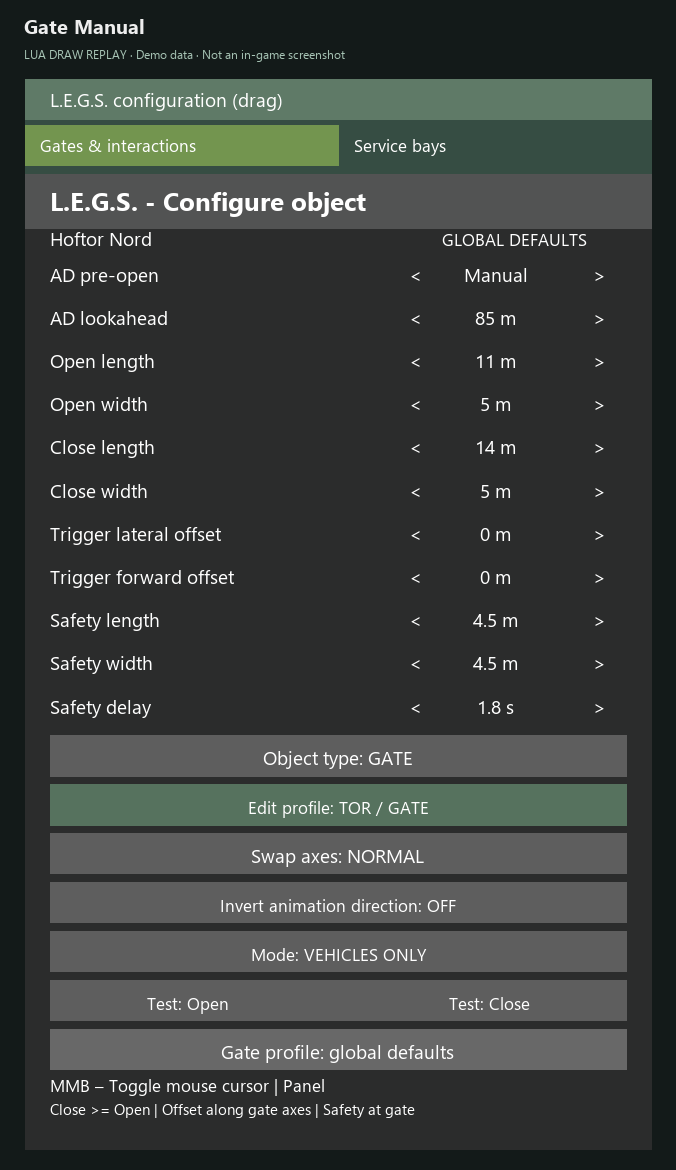 Gate Manual
LUA DRAW REPLAY · Demo data · Not an in-game screenshot
L.E.G.S. configuration (drag)
Gates & interactions Service bays
L.E.G.S. - Configure object
Hoftor Nord GLOBAL DEFAULTS
AD pre-open < Manual >
AD lookahead < 85 m >
Open length < 11 m >
Open width < 5 m >
Close length < 14 m >
Close width < 5 m >
Trigger lateral offset < 0 m >
Trigger forward offset < 0 m >
Safety length < 4.5 m >
Safety width < 4.5 m >
Safety delay < 1.8 s >
Object type: GATE
Edit profile: TOR / GATE
Swap axes: NORMAL
Invert animation direction: OFF
Mode: VEHICLES ONLY
Test: Open Test: Close
Gate profile: global defaults
MMB – Toggle mouse cursor | Panel
Close >= Open | Offset along gate axes | Safety at gate